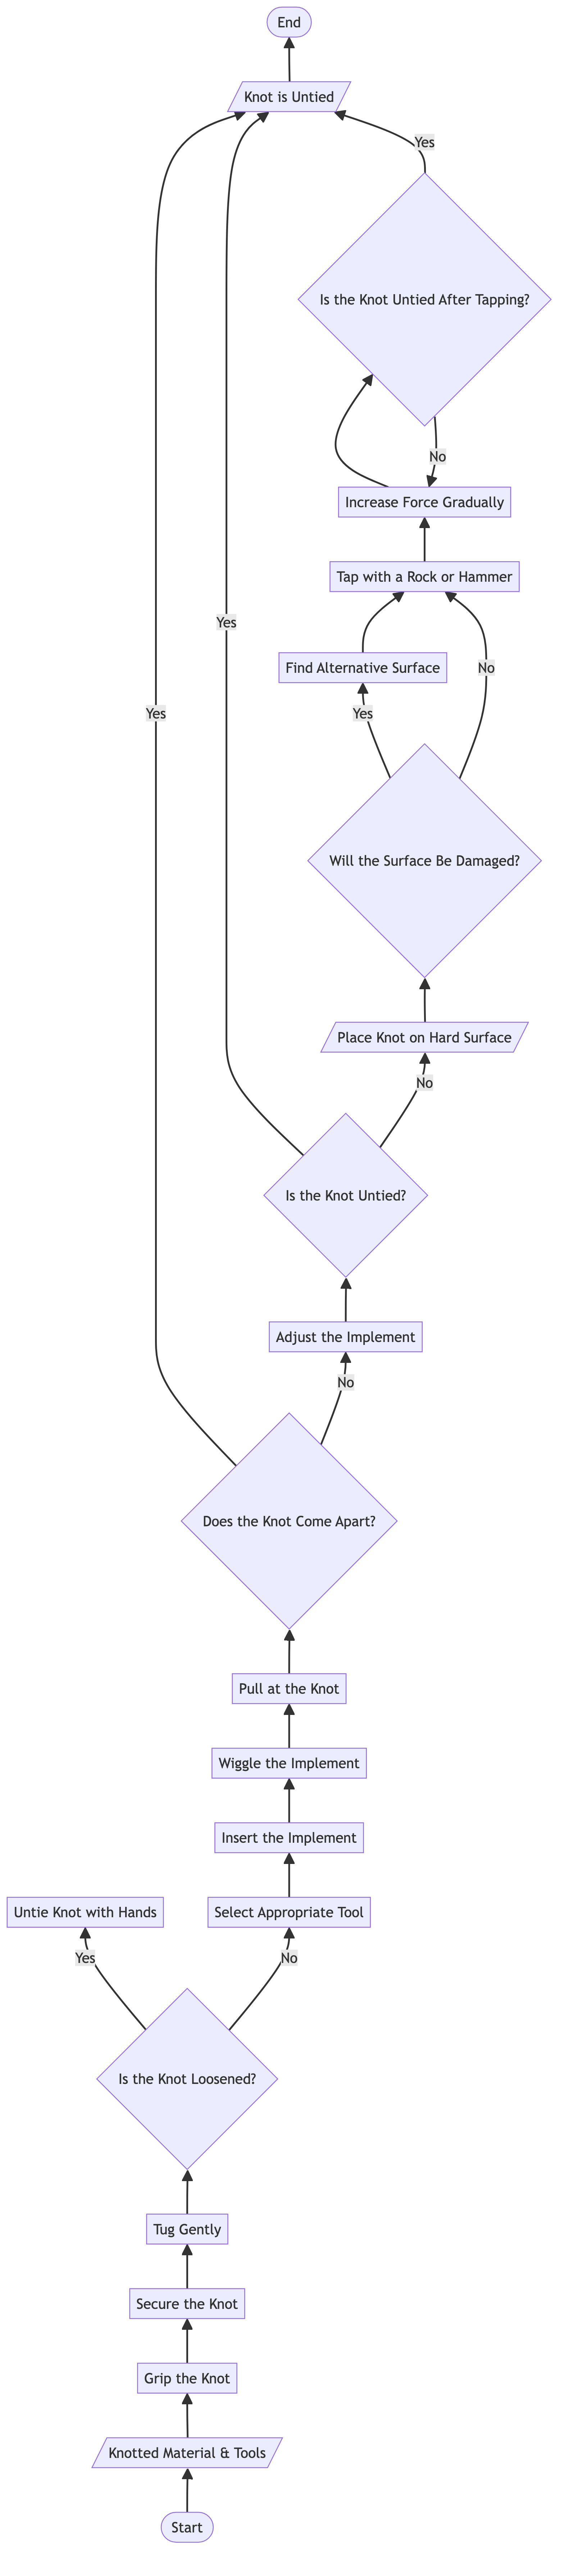 End
Knot is Untied
Yes
Is the Knot Untied After Tapping?
No
Increase Force Gradually
Tap with a Rock or Hammer
Yes
Find Alternative Surface
No
Yes
Yes
Will the Surface Be Damaged?
Place Knot on Hard Surface
No
Is the Knot Untied?
Adjust the Implement
No
Does the Knot Come Apart?
Pull at the Knot
Wiggle the Implement
Insert the Implement
Untie Knot with Hands
Select Appropriate Tool
Yes
No
Is the Knot Loosened?
Tug Gently
Secure the Knot
Grip the Knot
Knotted Material & Tools
Start